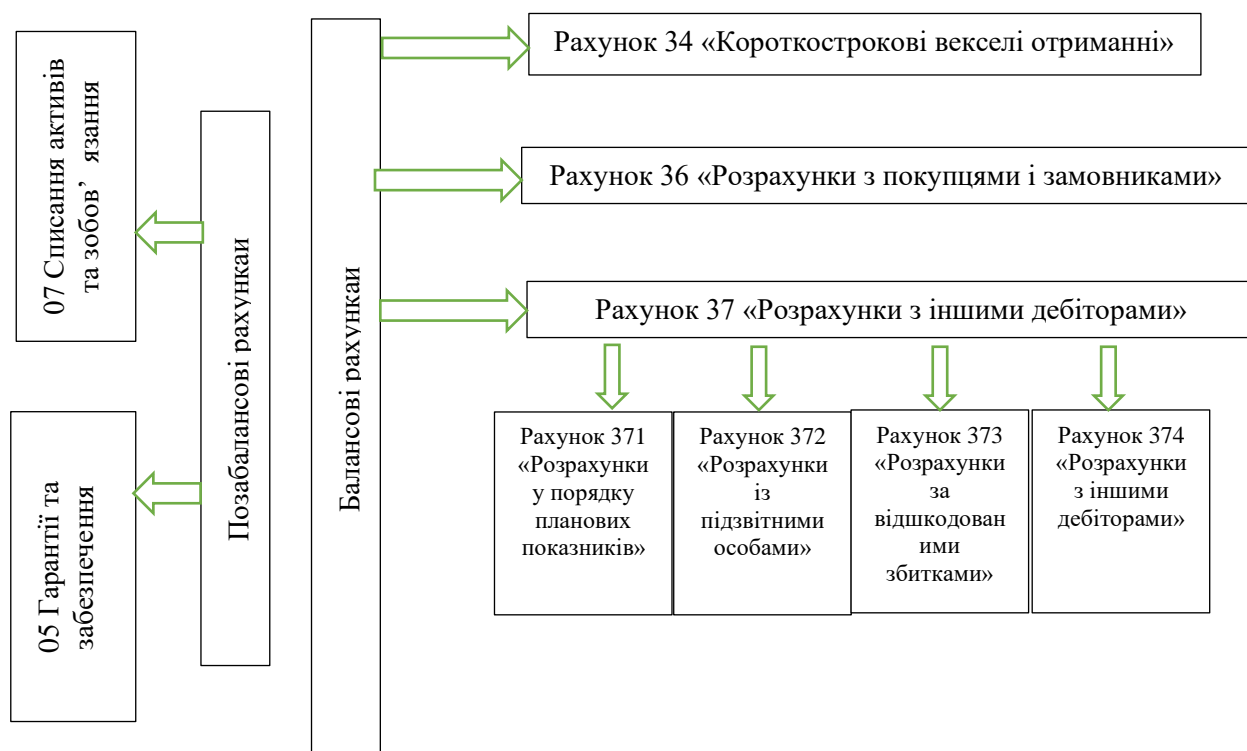 07 Списання активів
та зобов’ язання
05 Гарантії та
забезпечення
Позабалансові рахункаи
Балансові рахункаи
Рахунок 34 «Короткострокові векселі отриманні»
Рахунок 36 «Розрахунки з покупцями і замовниками»
Рахунок 37 «Розрахунки з іншими дебіторами»
Рахунок 371
«Розрахунки
у порядку
планових
показників»
Рахунок 372
«Розрахунки
із
підзвітними
особами»
Рахунок 373
«Розрахунки
за
відшкодован
ими
збитками»
Рахунок 374
«Розрахунки
з іншими
дебіторами»